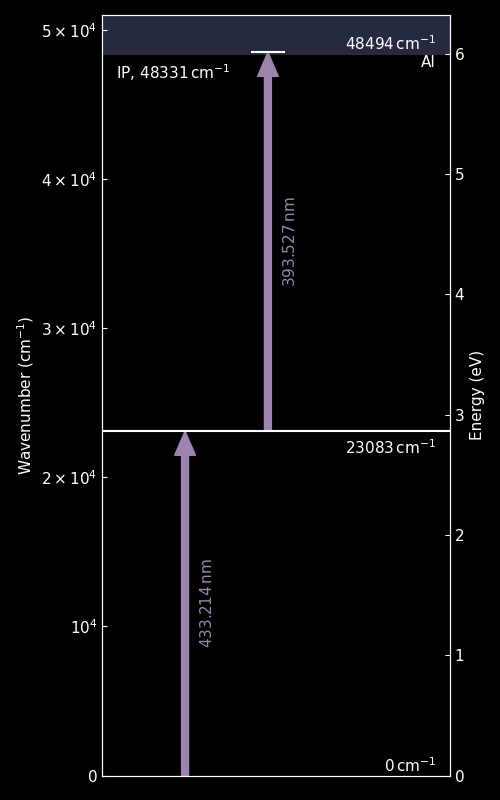 5 × 10⁴
48494 cm⁻¹
6
AI
IP, 48331 cm⁻¹
4 × 10⁴
5
393.527 nm
4
3 × 10⁴
Wavenumber (cm⁻¹)
Energy (eV)
3
23083 cm⁻¹
2 × 10⁴
2
433.214 nm
10⁴
1
0 cm⁻¹
0
0